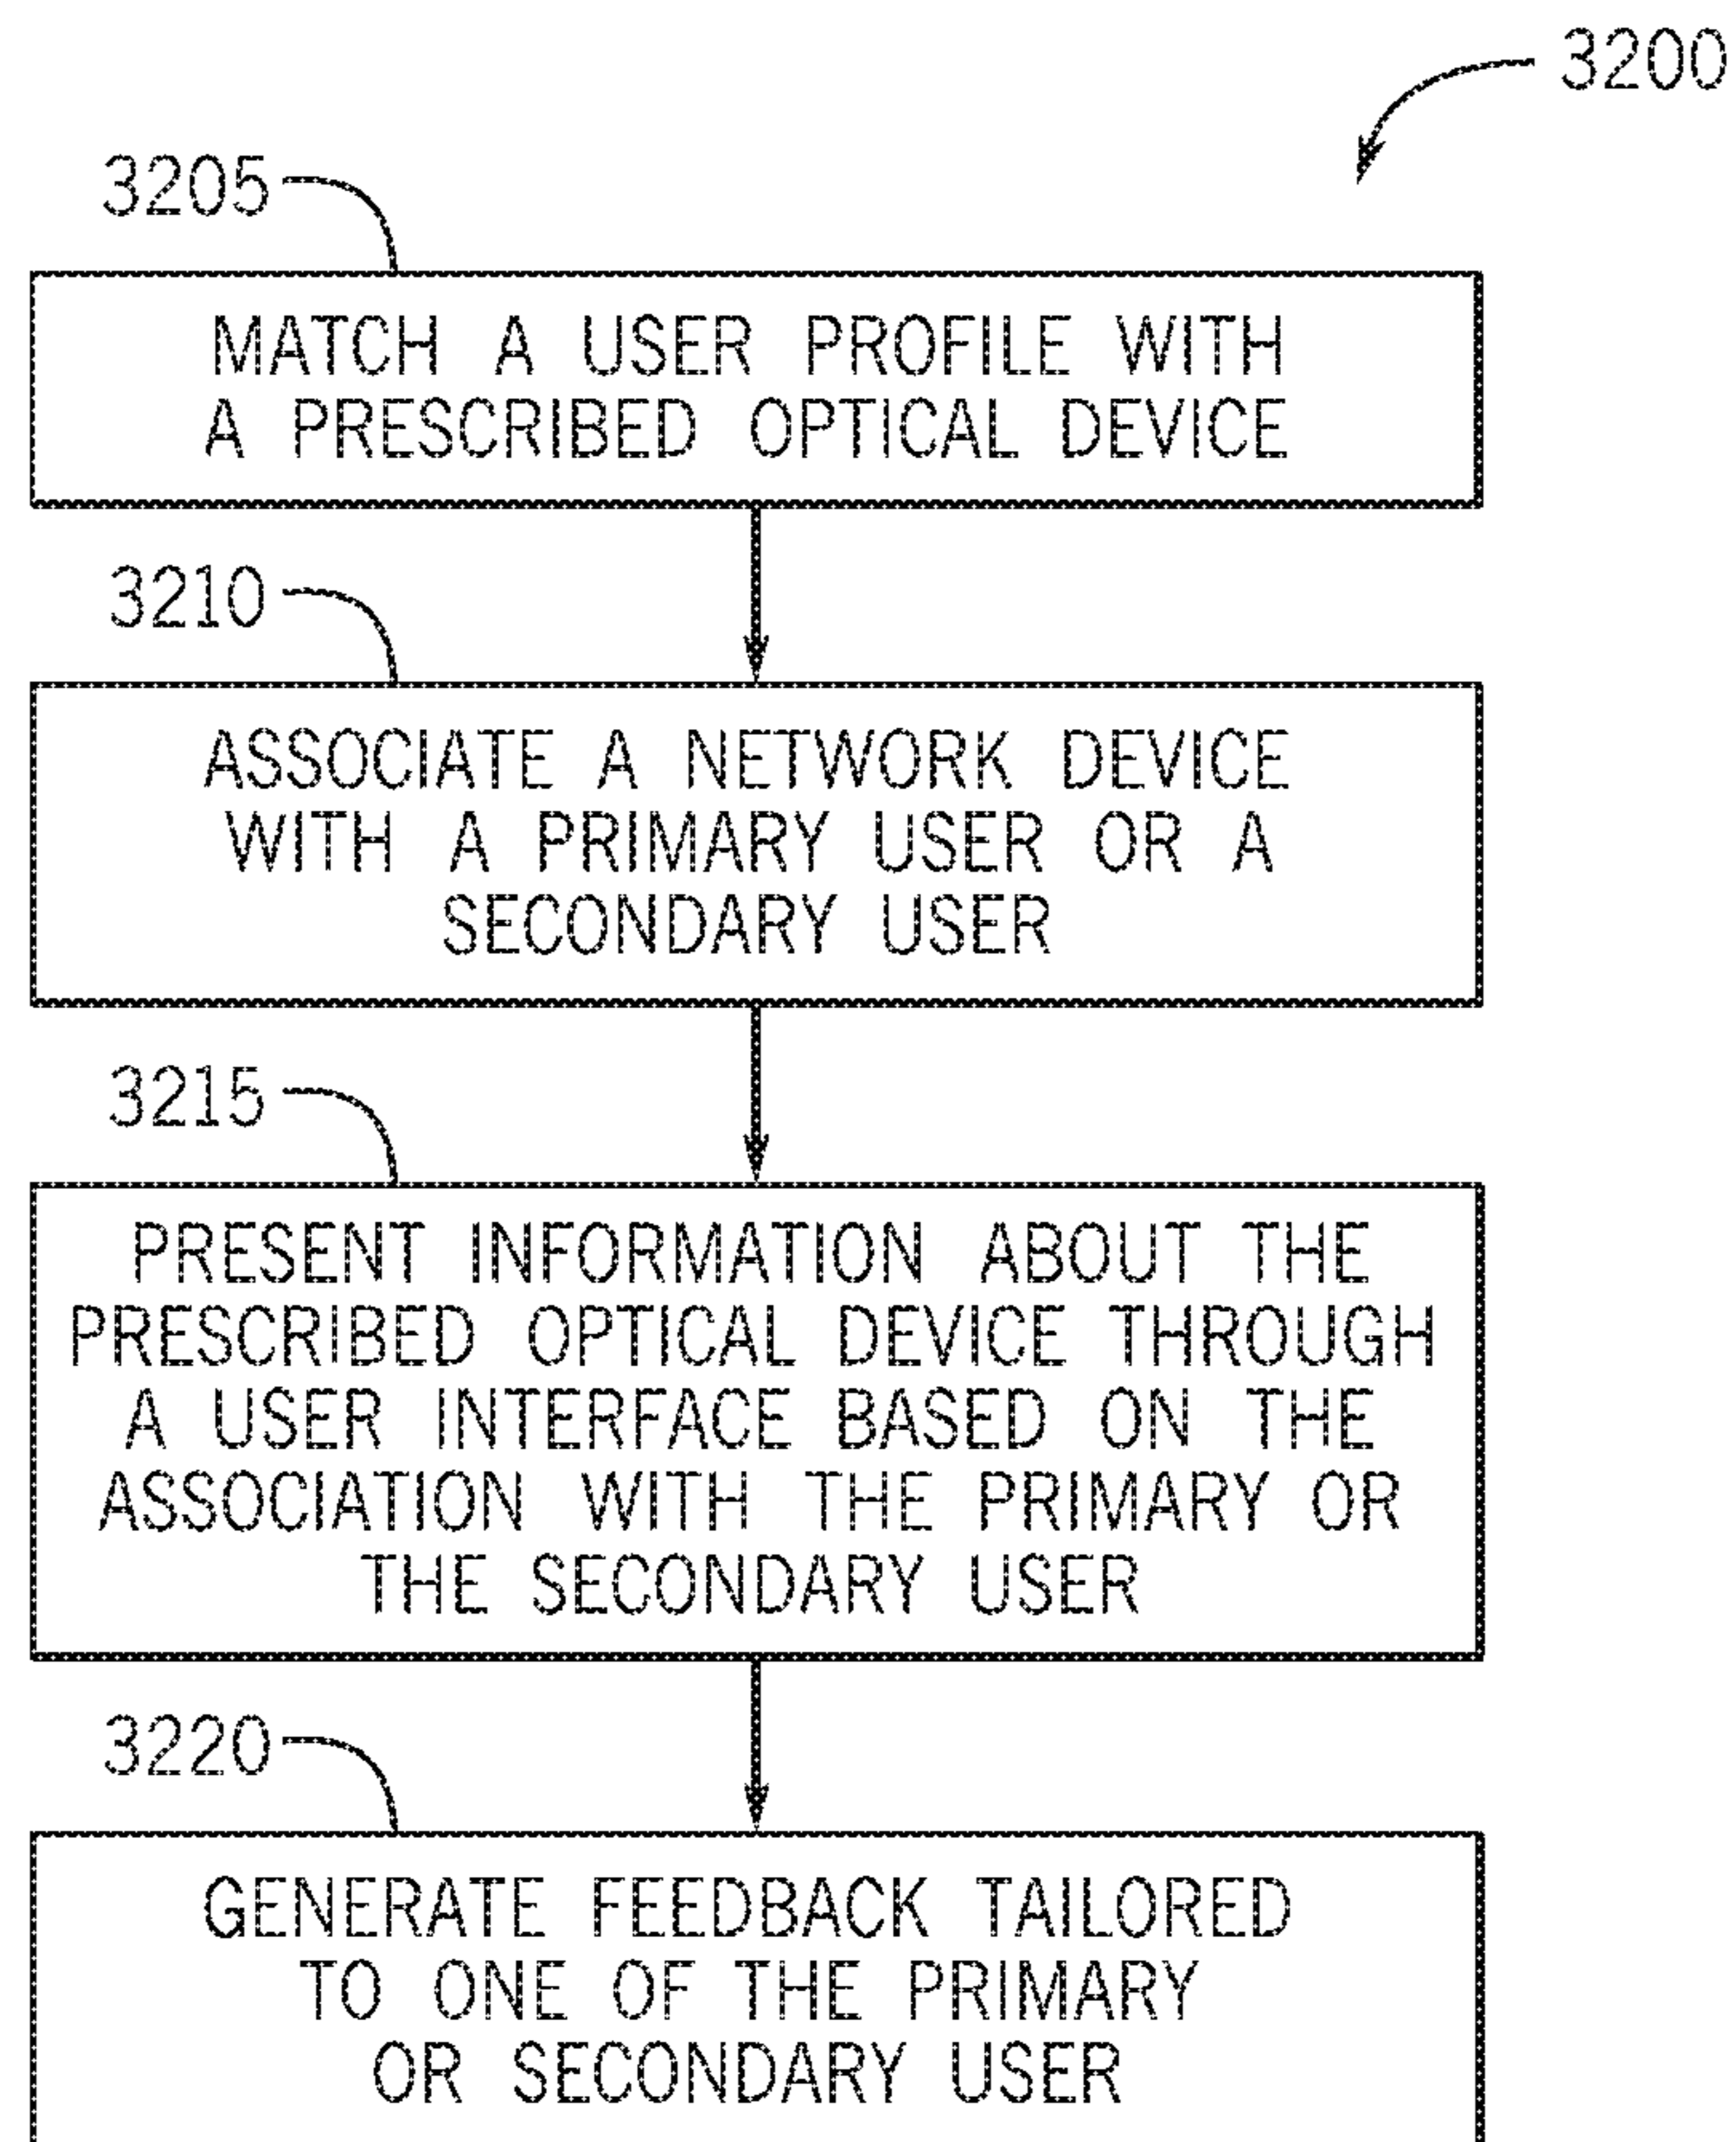 3200
3205
MATCH A USER PROFILE WITH
A PRESCRIBED OPTICAL DEVICE
3210
ASSOCIATE A NETWORK DEVICE
WITH A PRIMARY USER OR A
SECONDARY USER
3215
PRESENT INFORMATION ABOUT THE
PRESCRIBED OPTICAL DEVICE THROUGH
A USER INTERFACE BASED ON THE
ASSOCIATION WITH THE PRIMARY OR
THE SECONDARY USER
3220
GENERATE FEEDBACK TAILORED
TO ONE OF THE PRIMARY
OR SECONDARY USER